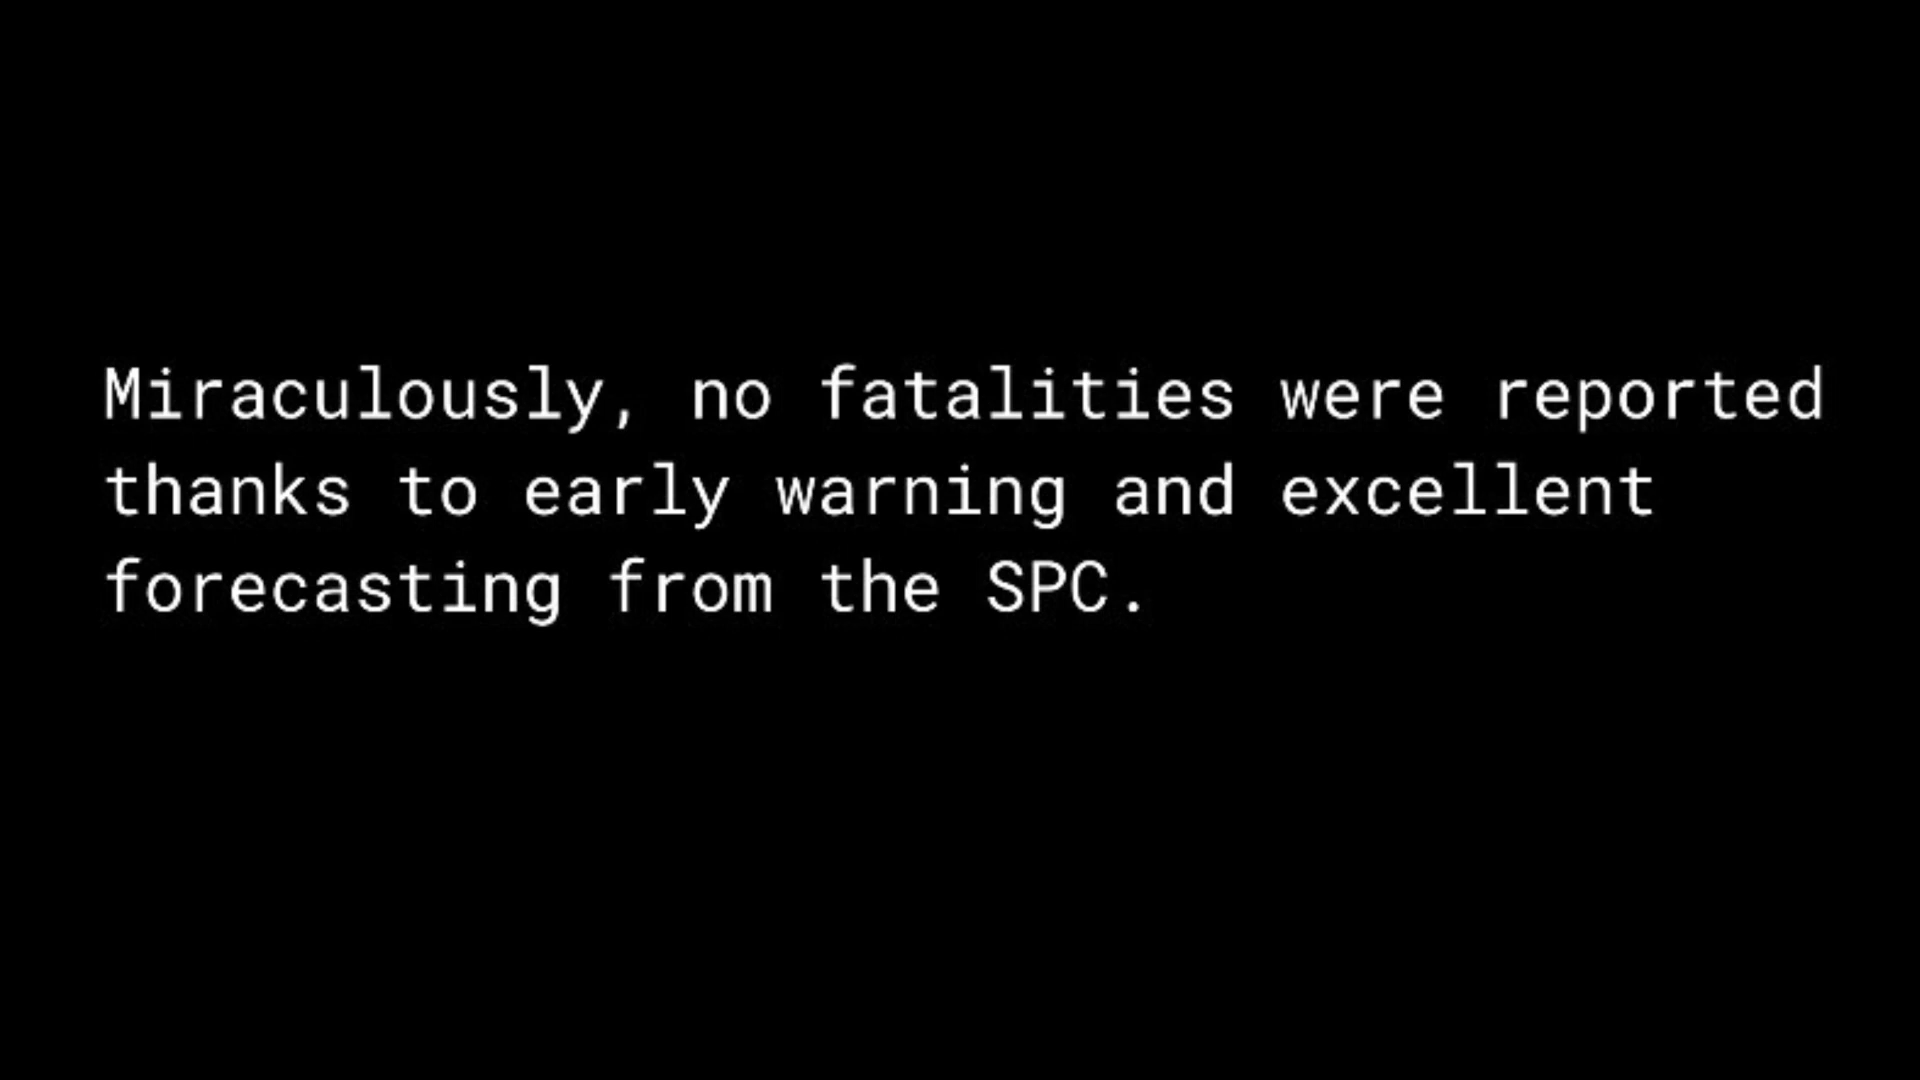 Miraculously, no fatalities were reported
thanks to early warning and excellent
forecasting from the SPC.